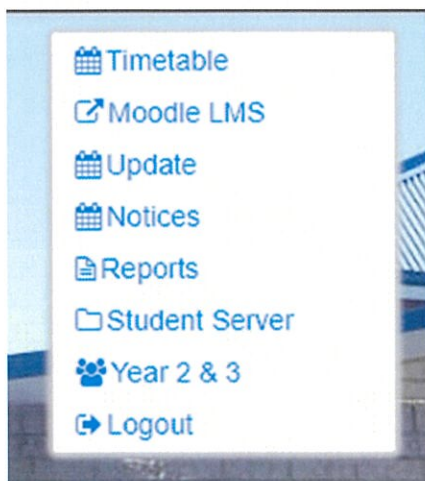 Timetable
Moodle LMS
Update
Notices
Reports
Student Server
Year 2 & 3
Logout